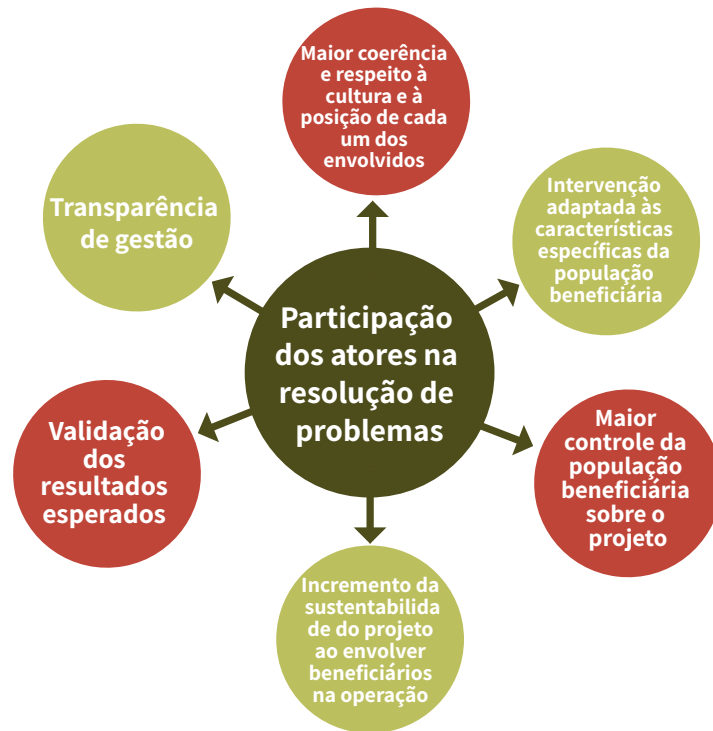 Maior coerência
e respeito à
cultura e à
posição de cada
um dos
envolvidos
Intervenção
adaptada às
características
específicas da
população
beneficiária
Transparência
de gestão
Participação
dos atores na
resolução de
problemas
Validação
dos
resultados
esperados
Maior
controle da
população
beneficiária
sobre o
projeto
Incremento da
sustentabilida
de do projeto
ao envolver
beneficiários
na operação